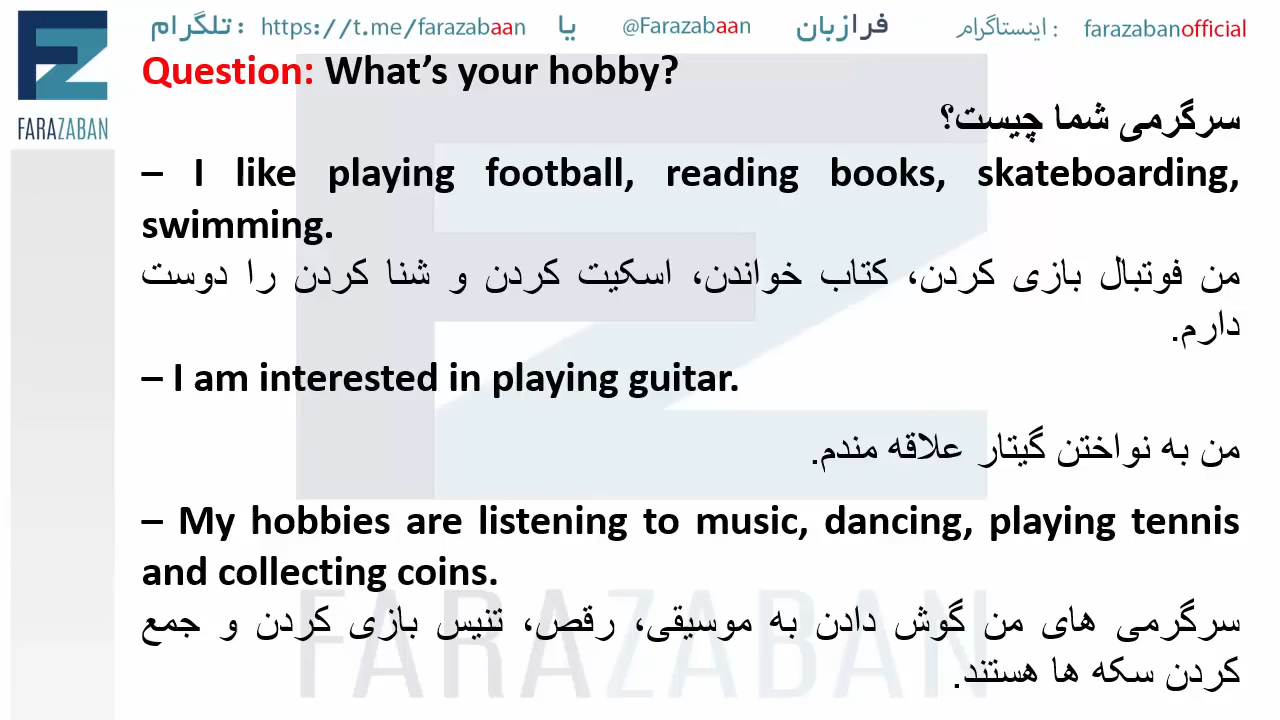 تلگرام : https://t.me/farazabaan یا @Farazabaan فرازبان اینستاگرام : farazabanofficial
FARAZABAN
Question: What's your hobby?
سرگرمی شما چیست؟
– I like playing football, reading books, skateboarding,
swimming.
من فوتبال بازی کردن، کتاب خواندن، اسکیت کردن و شنا کردن را دوست
دارم.
– I am interested in playing guitar.
من به نواختن گیتار علاقه مندم.
– My hobbies are listening to music, dancing, playing tennis
and collecting coins.
سرگرمی های من گوش دادن به موسیقی، رقص، تنیس بازی کردن و جمع
کردن سکه ها هستند.
FARAZABAN